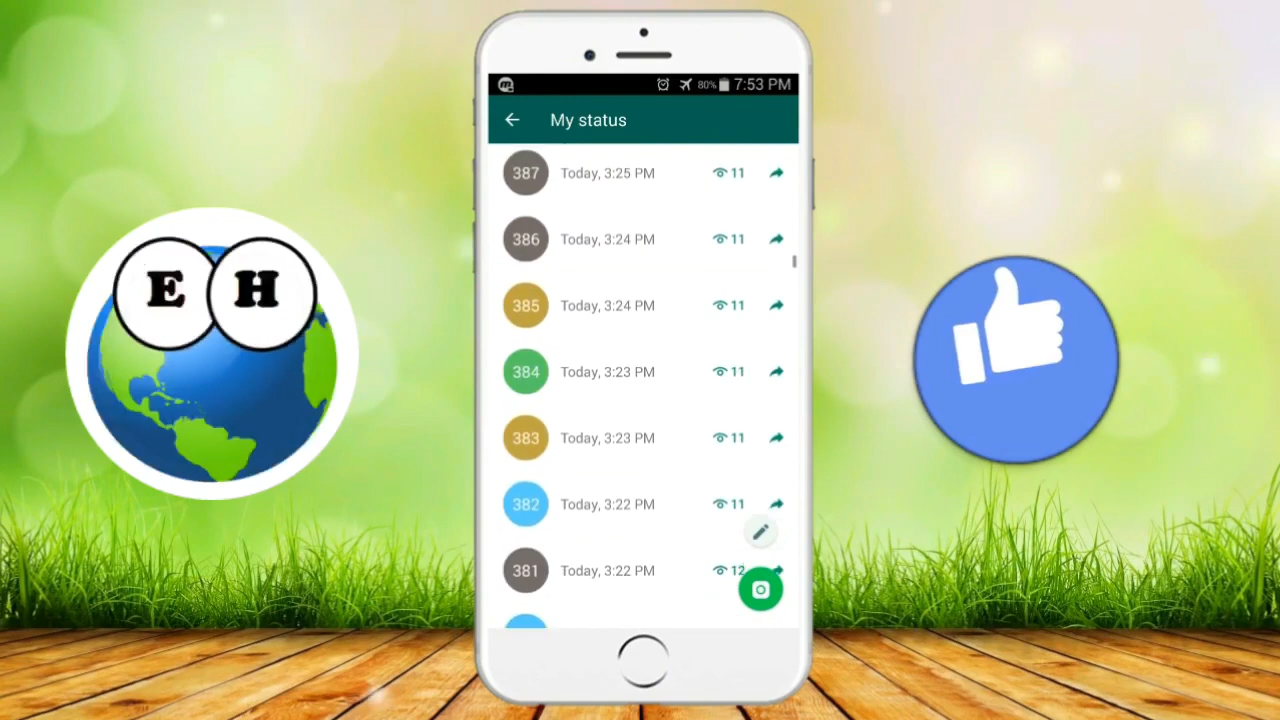 E H
80% 7:53 PM
My status
387 Today, 3:25 PM 11
386 Today, 3:24 PM 11
385 Today, 3:24 PM 11
384 Today, 3:23 PM 11
383 Today, 3:23 PM 11
382 Today, 3:22 PM 11
381 Today, 3:22 PM 12